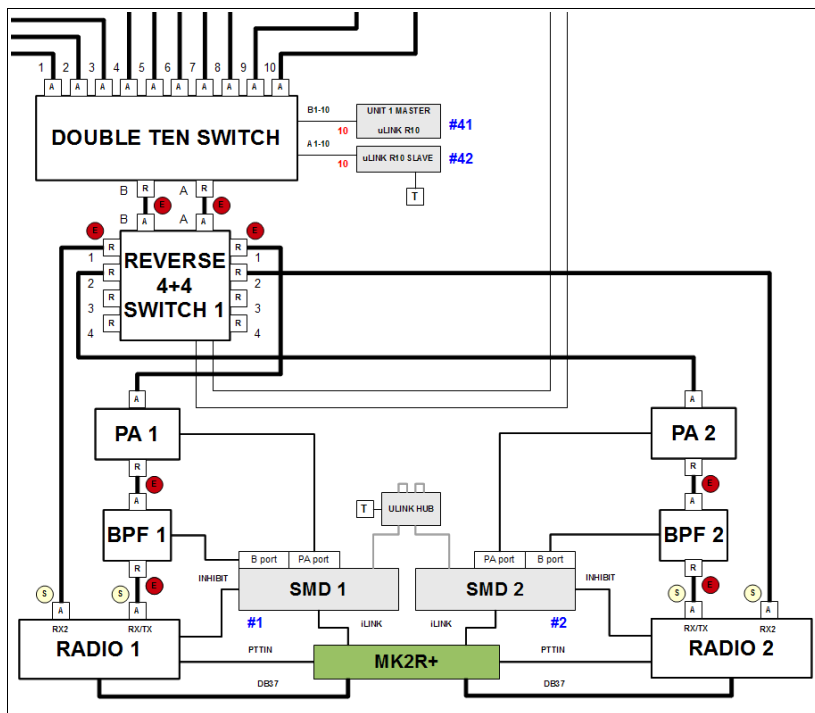 1 2 3 4 5 6 7 8 9 10
A A A A A A A A A A
DOUBLE TEN SWITCH
B1-10
10
UNIT 1 MASTER
uLINK R10
#41
A1-10
10
uLINK R10 SLAVE
#42
T
B R A R
E E
B A A A
E E
R 1 R 1
R 2 R 2
R 3 R 3
R 4 R 4
REVERSE
4+4
SWITCH 1
A
PA 1
R
E
A
BPF 1
R
E
S S
A A
RX2 RX/TX
RADIO 1
A
PA 2
R
E
A
BPF 2
R
E
S S
A A
RX/TX RX2
RADIO 2
T
ULINK HUB
B port PA port
SMD 1
#1
PA port B port
SMD 2
#2
INHIBIT INHIBIT
iLINK iLINK
PTTIN PTTIN
MK2R+
DB37 DB37